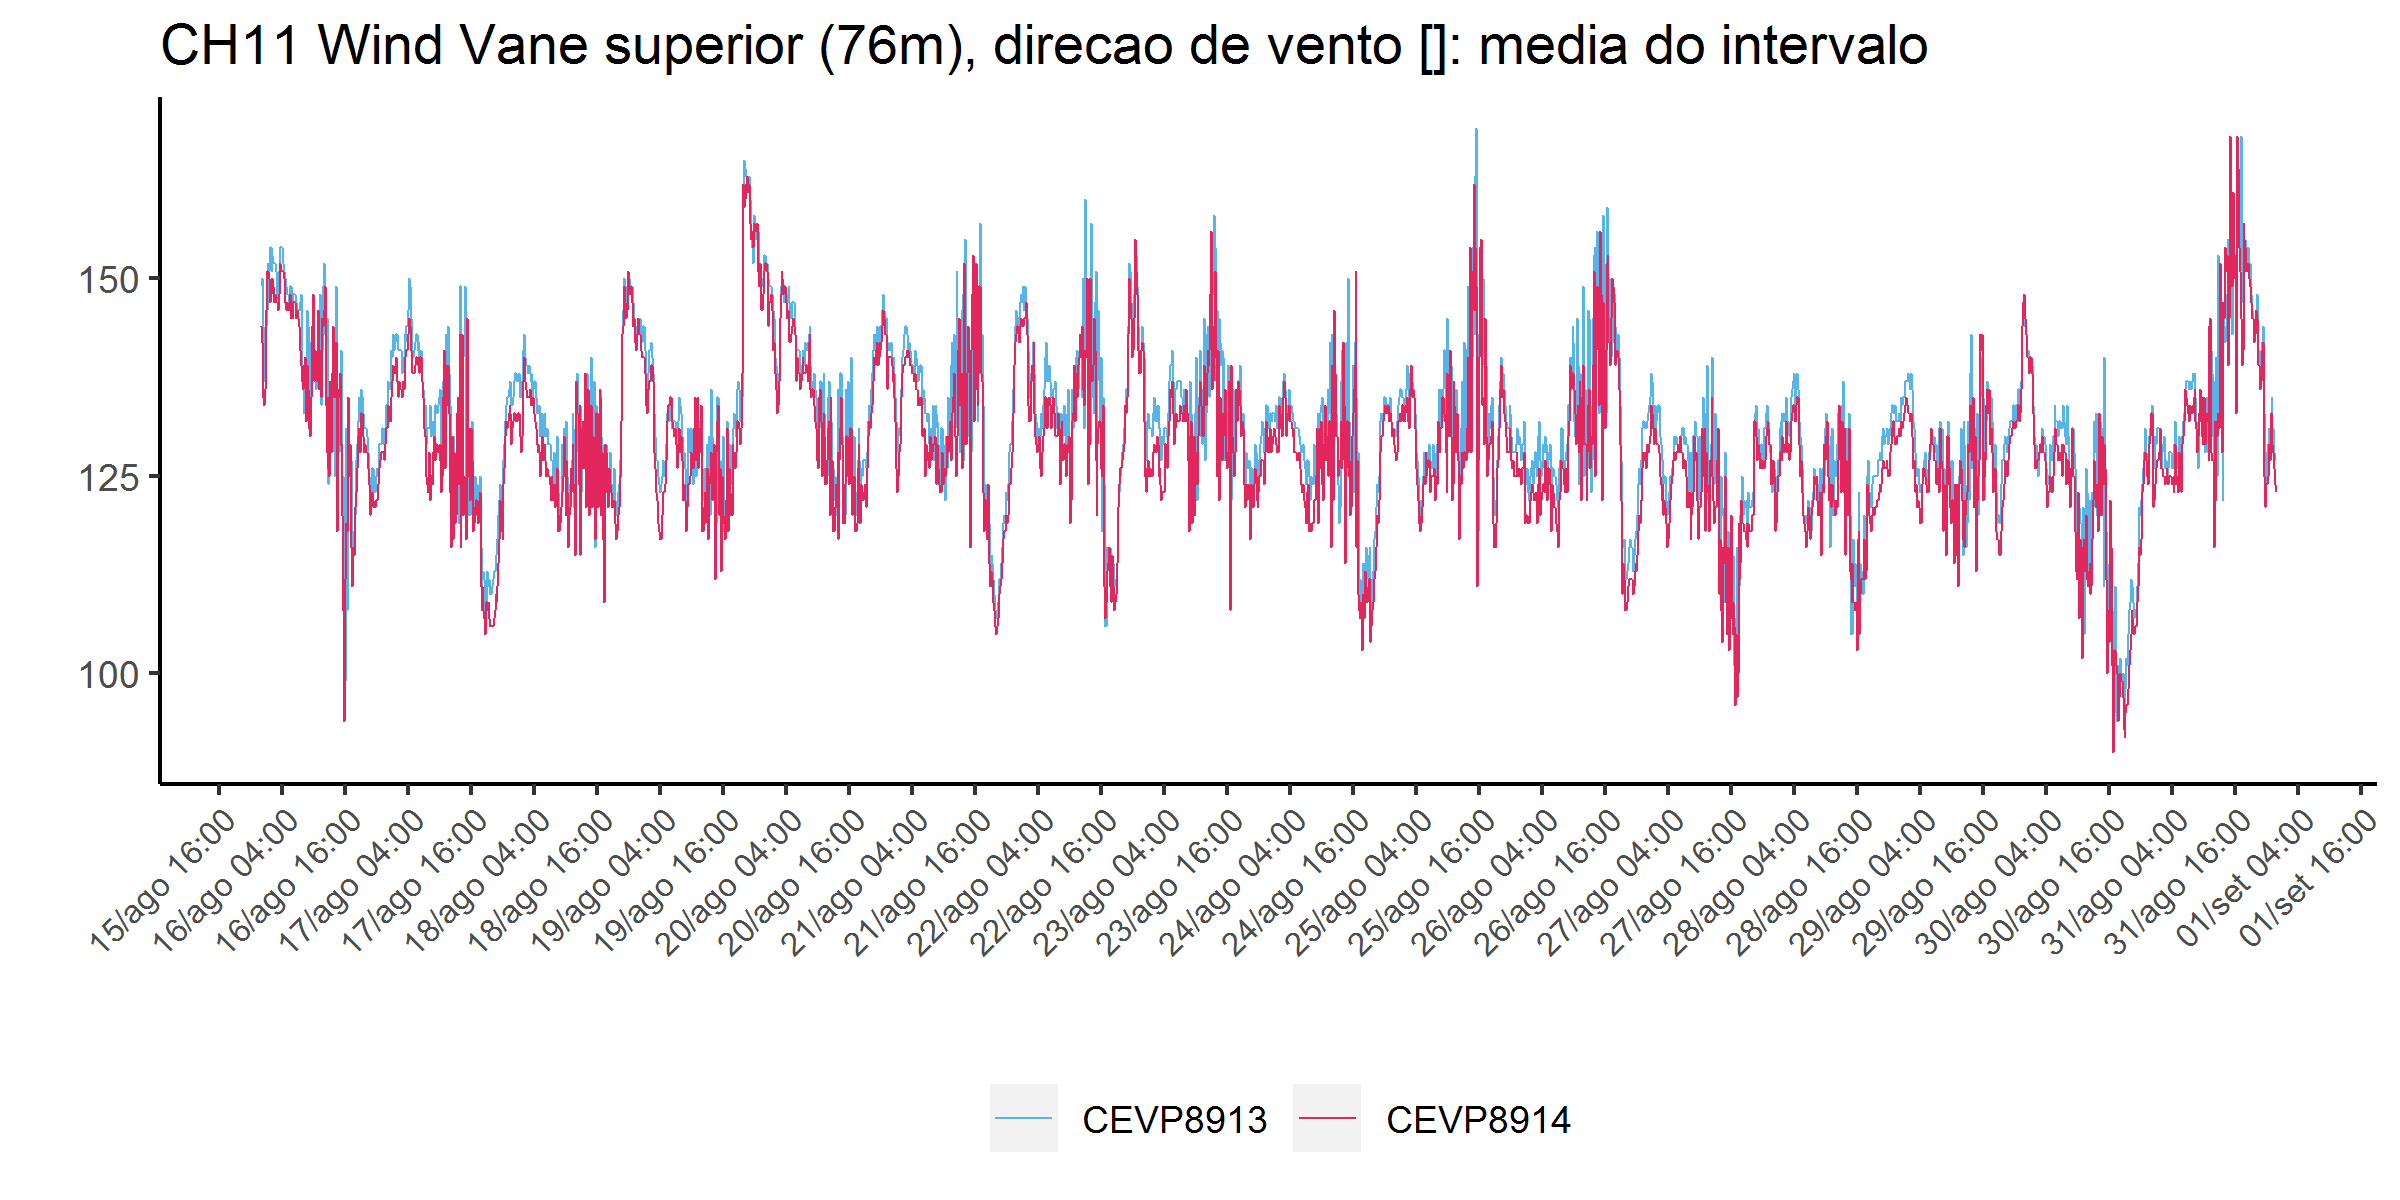 CH11 Wind Vane superior (76m), direcao de vento []: media do intervalo
150
125
100
15/ago 16:00
16/ago 04:00
16/ago 16:00
17/ago 04:00
17/ago 16:00
18/ago 04:00
18/ago 16:00
19/ago 04:00
19/ago 16:00
20/ago 04:00
20/ago 16:00
21/ago 04:00
21/ago 16:00
22/ago 04:00
22/ago 16:00
23/ago 04:00
23/ago 16:00
24/ago 04:00
24/ago 16:00
25/ago 04:00
25/ago 16:00
26/ago 04:00
26/ago 16:00
27/ago 04:00
27/ago 16:00
28/ago 04:00
28/ago 16:00
29/ago 04:00
29/ago 16:00
30/ago 04:00
30/ago 16:00
31/ago 04:00
31/ago 16:00
01/set 04:00
01/set 16:00
CEVP8913
CEVP8914